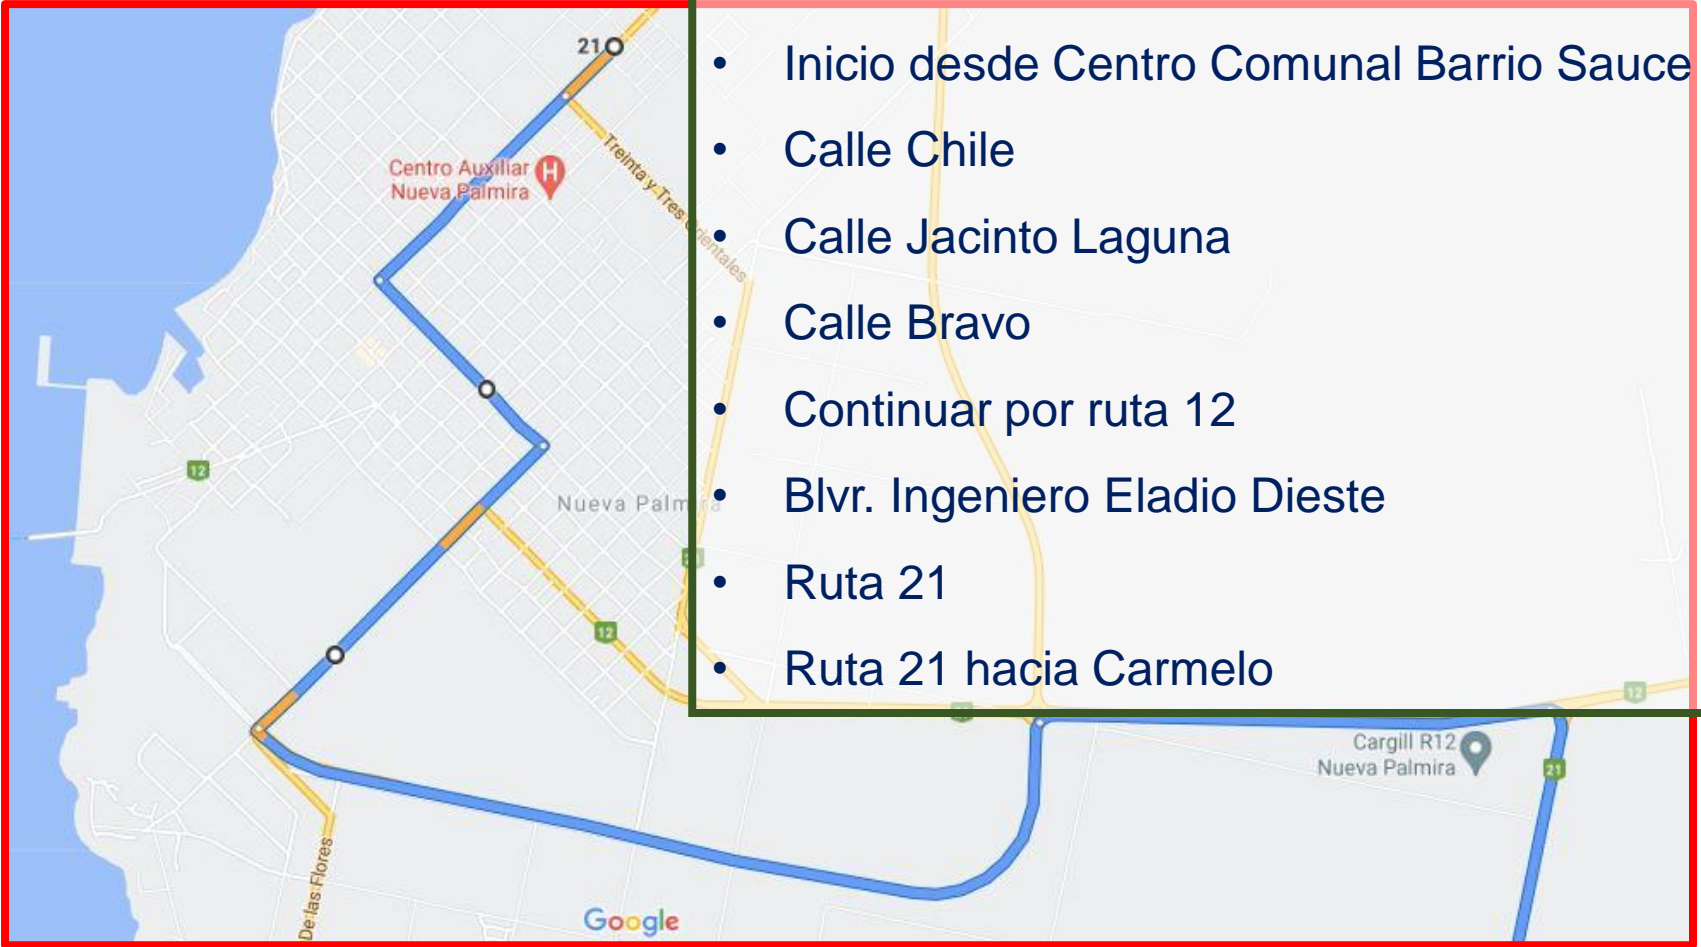 21
• Inicio desde Centro Comunal Barrio Sauce
• Calle Chile
• Calle Jacinto Laguna
• Calle Bravo
• Continuar por ruta 12
• Blvr. Ingeniero Eladio Dieste
• Ruta 21
• Ruta 21 hacia Carmelo
Centro Auxiliar
Nueva Palmira
H
Treinta y Tres Orientales
12
Nueva Palmira
21
12
12
Cargill R12
Nueva Palmira
21
De las Flores
Google